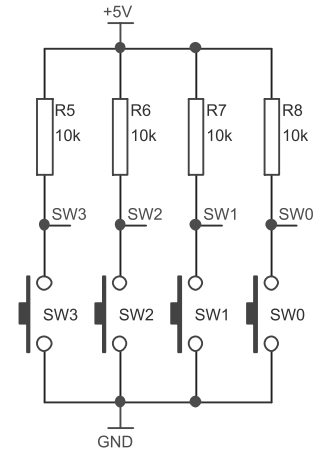 +5V
R5 R6 R7 R8
10k 10k 10k 10k
SW3 SW2 SW1 SW0
SW3 SW2 SW1 SW0
GND